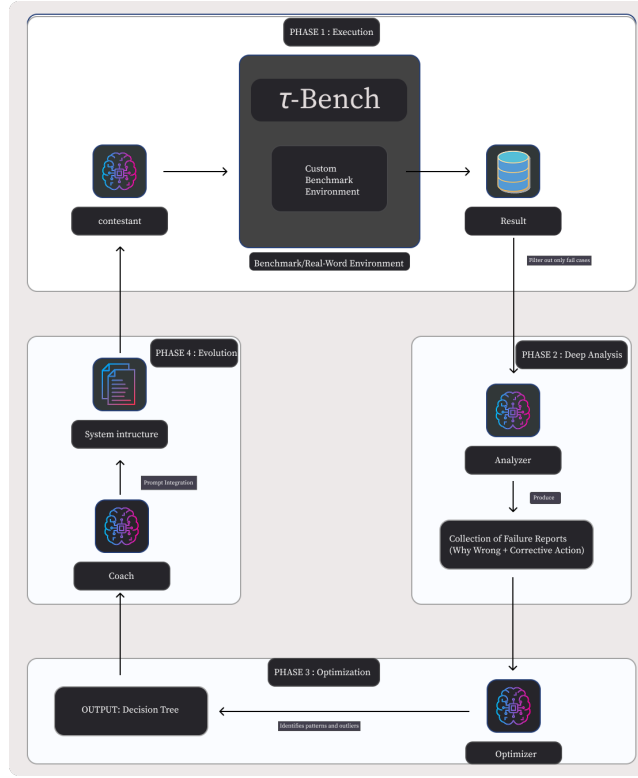 PHASE 1 : Execution
τ-Bench
Custom
Benchmark
Environment
contestant
Result
Benchmark/Real-Word Environment
Filter out only fail cases
PHASE 4 : Evolution
PHASE 2 : Deep Analysis
System intructure
Analyzer
Prompt Integration
Produce
Collection of Failure Reports
(Why Wrong + Corrective Action)
Coach
PHASE 3 : Optimization
OUTPUT: Decision Tree
Identifies patterns and outliers
Optimizer